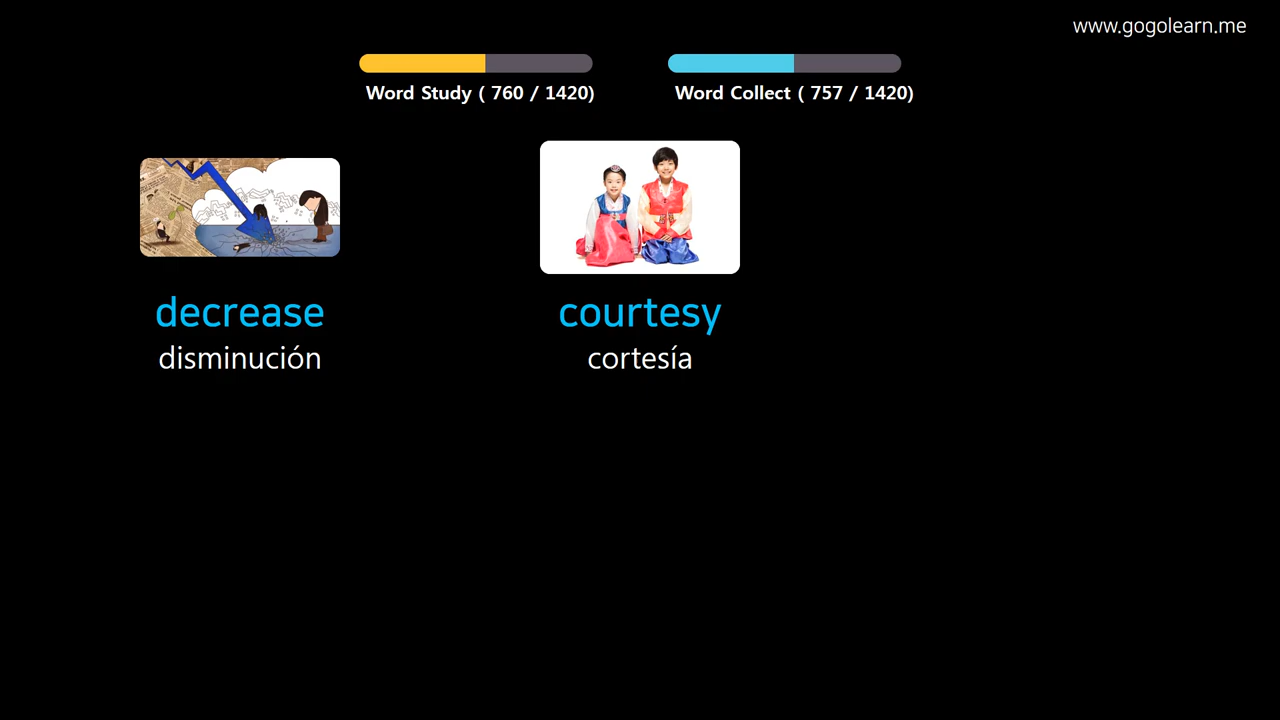 www.gogolearn.me
Word Study ( 760 / 1420)
Word Collect ( 757 / 1420)
decrease
disminución
courtesy
cortesía